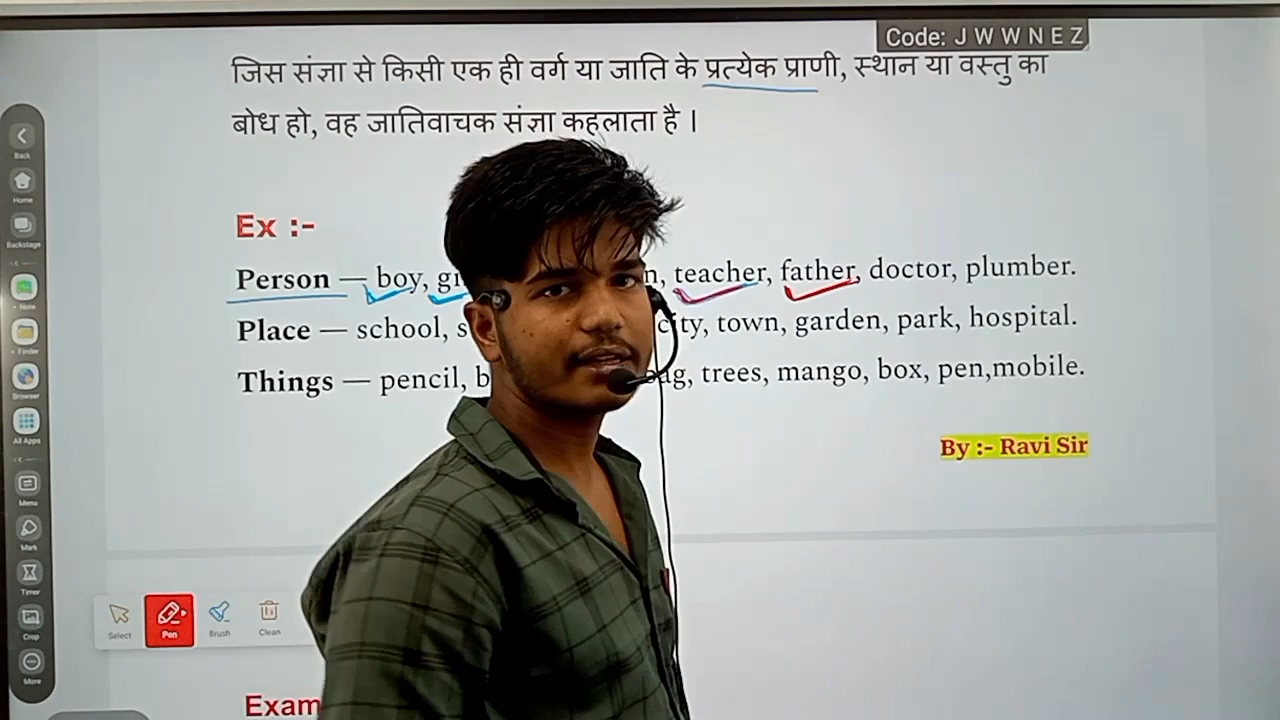 Code: J W W N E Z
जिस संज्ञा से किसी एक ही वर्ग या जाति के प्रत्येक प्राणी, स्थान या वस्तु का
बोध हो, वह जातिवाचक संज्ञा कहलाता है ।
Ex :-
Person — boy, teacher, father, doctor, plumber.
Place — school, city, town, garden, park, hospital.
Things — pencil, trees, mango, box, pen,mobile.
By :- Ravi Sir
Back
Home
Backstage
Note
Finder
Browser
All Apps
Menu
Mark
Timer
Crop
More
Select
Pen
Brush
Clean